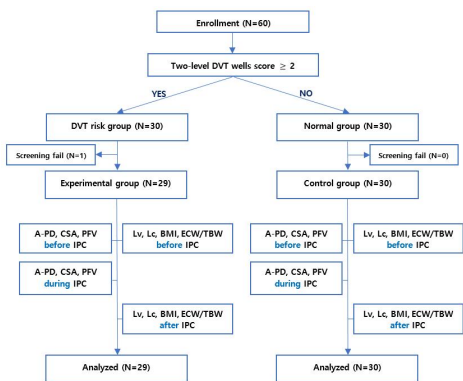 Enrollment (N=60)
Two-level DVT wells score ≥ 2
YES
NO
DVT risk group (N=30)
Normal group (N=30)
Screening fail (N=1)
Screening fail (N=0)
Experimental group (N=29)
Control group (N=30)
A-PD, CSA, PFV
before IPC
Lv, Lc, BMI, ECW/TBW
before IPC
A-PD, CSA, PFV
before IPC
Lv, Lc, BMI, ECW/TBW
before IPC
A-PD, CSA, PFV
during IPC
A-PD, CSA, PFV
during IPC
Lv, Lc, BMI, ECW/TBW
after IPC
Lv, Lc, BMI, ECW/TBW
after IPC
Analyzed (N=29)
Analyzed (N=30)